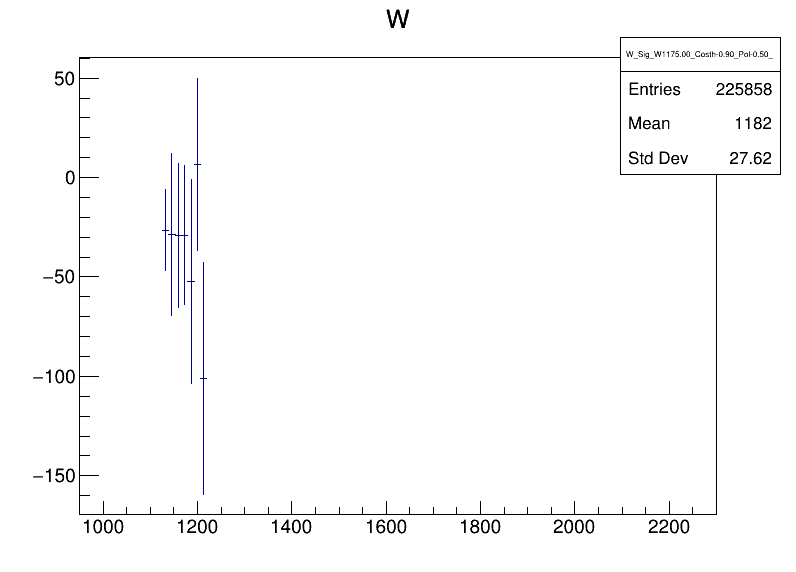 W
W_Sig_W1175.00_Costh-0.90_Pol-0.50_
Entries 225858
Mean 1182
Std Dev 27.62
50
0
−50
−100
−150
1000 1200 1400 1600 1800 2000 2200